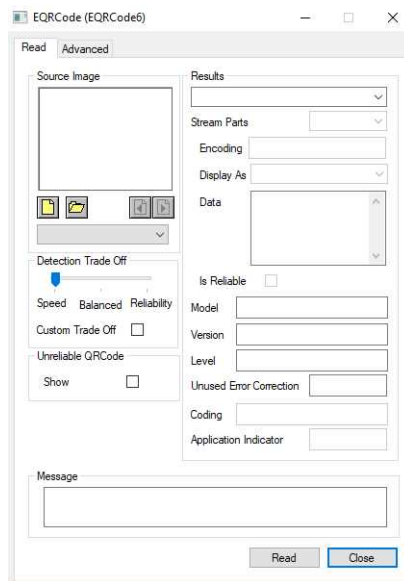 EQRCode (EQRCode6)
Read Advanced
Source Image
Detection Trade Off
Speed Balanced Reliability
Custom Trade Off
Unreliable QRCode
Show
Results
Stream Parts
Encoding
Display As
Data
Is Reliable
Model
Version
Level
Unused Error Correction
Coding
Application Indicator
Message
Read Close